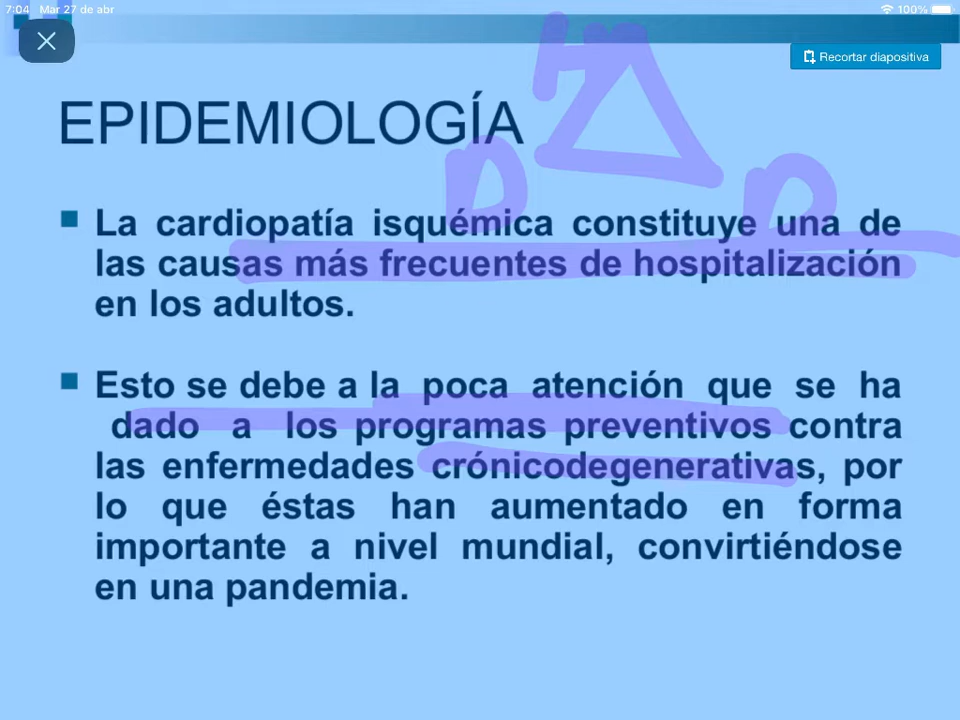 7:04 Mar 27 de abr
100%
Recortar diapositiva
EPIDEMIOLOGÍA
La cardiopatía isquémica constituye una de
las causas más frecuentes de hospitalización
en los adultos.
Esto se debe a la poca atención que se ha
dado a los programas preventivos contra
las enfermedades crónicodegenerativas, por
lo que éstas han aumentado en forma
importante a nivel mundial, convirtiéndose
en una pandemia.